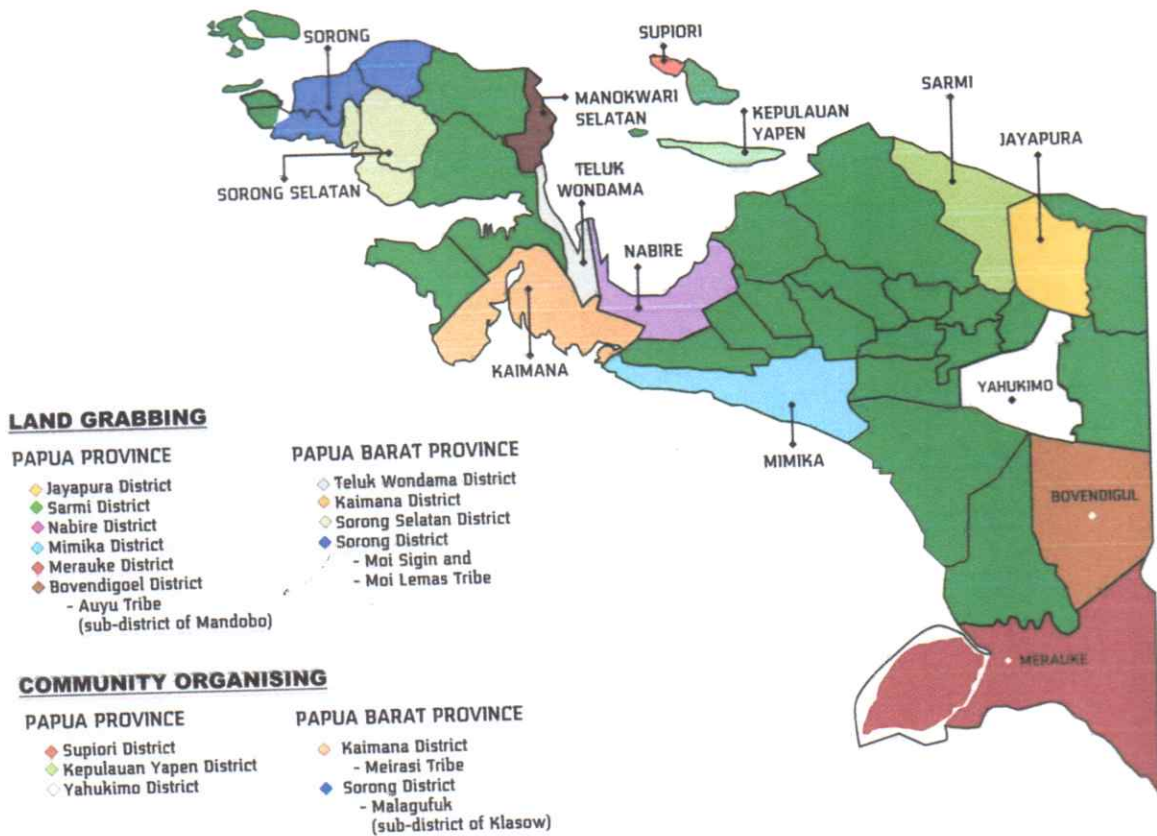 SORONG
SUPIORI
SARMI
MANOKWARI
SELATAN
KEPULAUAN
YAPEN
JAYAPURA
SORONG SELATAN
TELUK
WONDAMA
NABIRE
KAIMANA
YAHUKIMO
MIMIKA
BOVENDIGUL
MERAUKE
LAND GRABBING
PAPUA PROVINCE
Jayapura District
Sarmi District
Nabire District
Mimika District
Merauke District
Bovendigoel District
- Auyu Tribe
(sub-district of Mandobo)
PAPUA BARAT PROVINCE
Teluk Wondama District
Kaimana District
Sorong Selatan District
Sorong District
- Moi Sigin and
- Moi Lemas Tribe
COMMUNITY ORGANISING
PAPUA PROVINCE
Supiori District
Kepulauan Yapen District
Yahukimo District
PAPUA BARAT PROVINCE
Kaimana District
- Meirasi Tribe
Sorong District
- Malagufuk
(sub-district of Klasow)